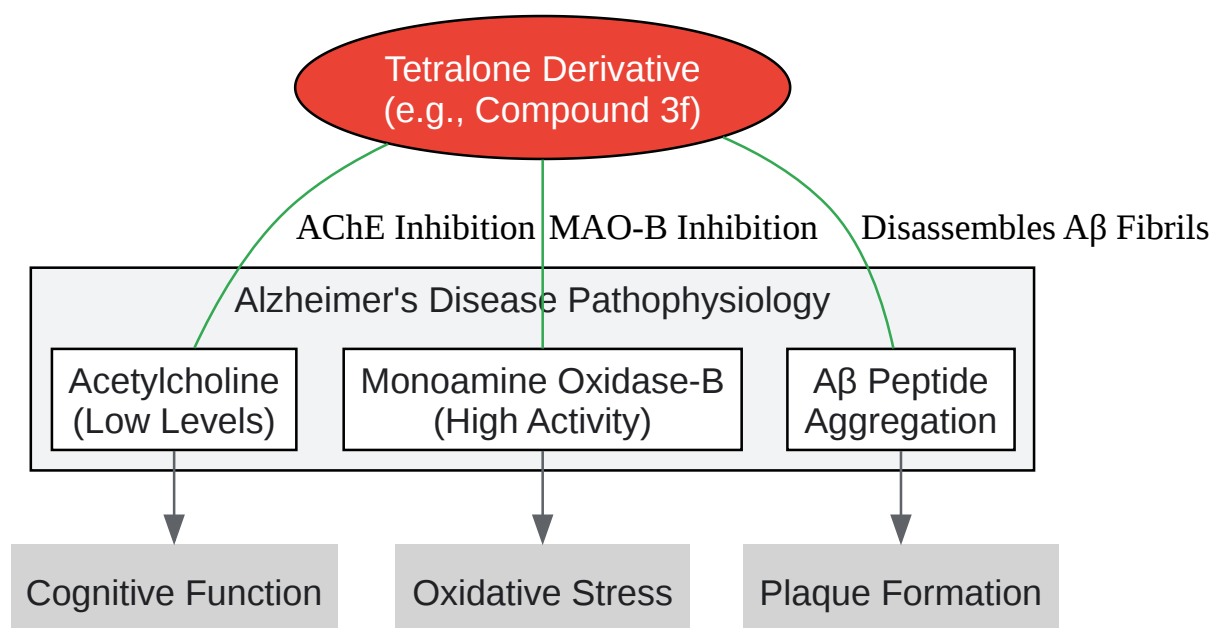 Tetralone Derivative
(e.g., Compound 3f)
AChE Inhibition
MAO-B Inhibition
Disassembles Aβ Fibrils
Alzheimer's Disease Pathophysiology
Acetylcholine
(Low Levels)
Monoamine Oxidase-B
(High Activity)
Aβ Peptide
Aggregation
Cognitive Function
Oxidative Stress
Plaque Formation